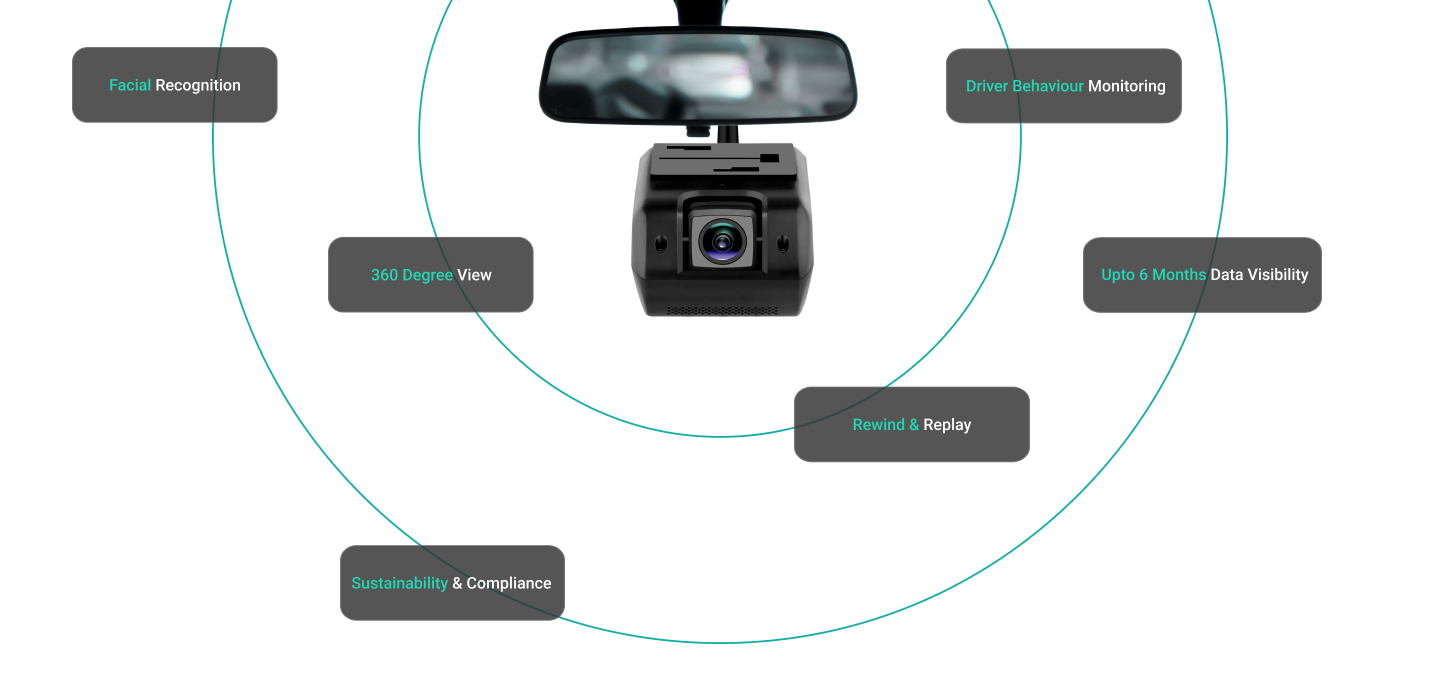 Facial Recognition
Driver Behaviour Monitoring
360 Degree View
Upto 6 Months Data Visibility
Rewind & Replay
Sustainability & Compliance